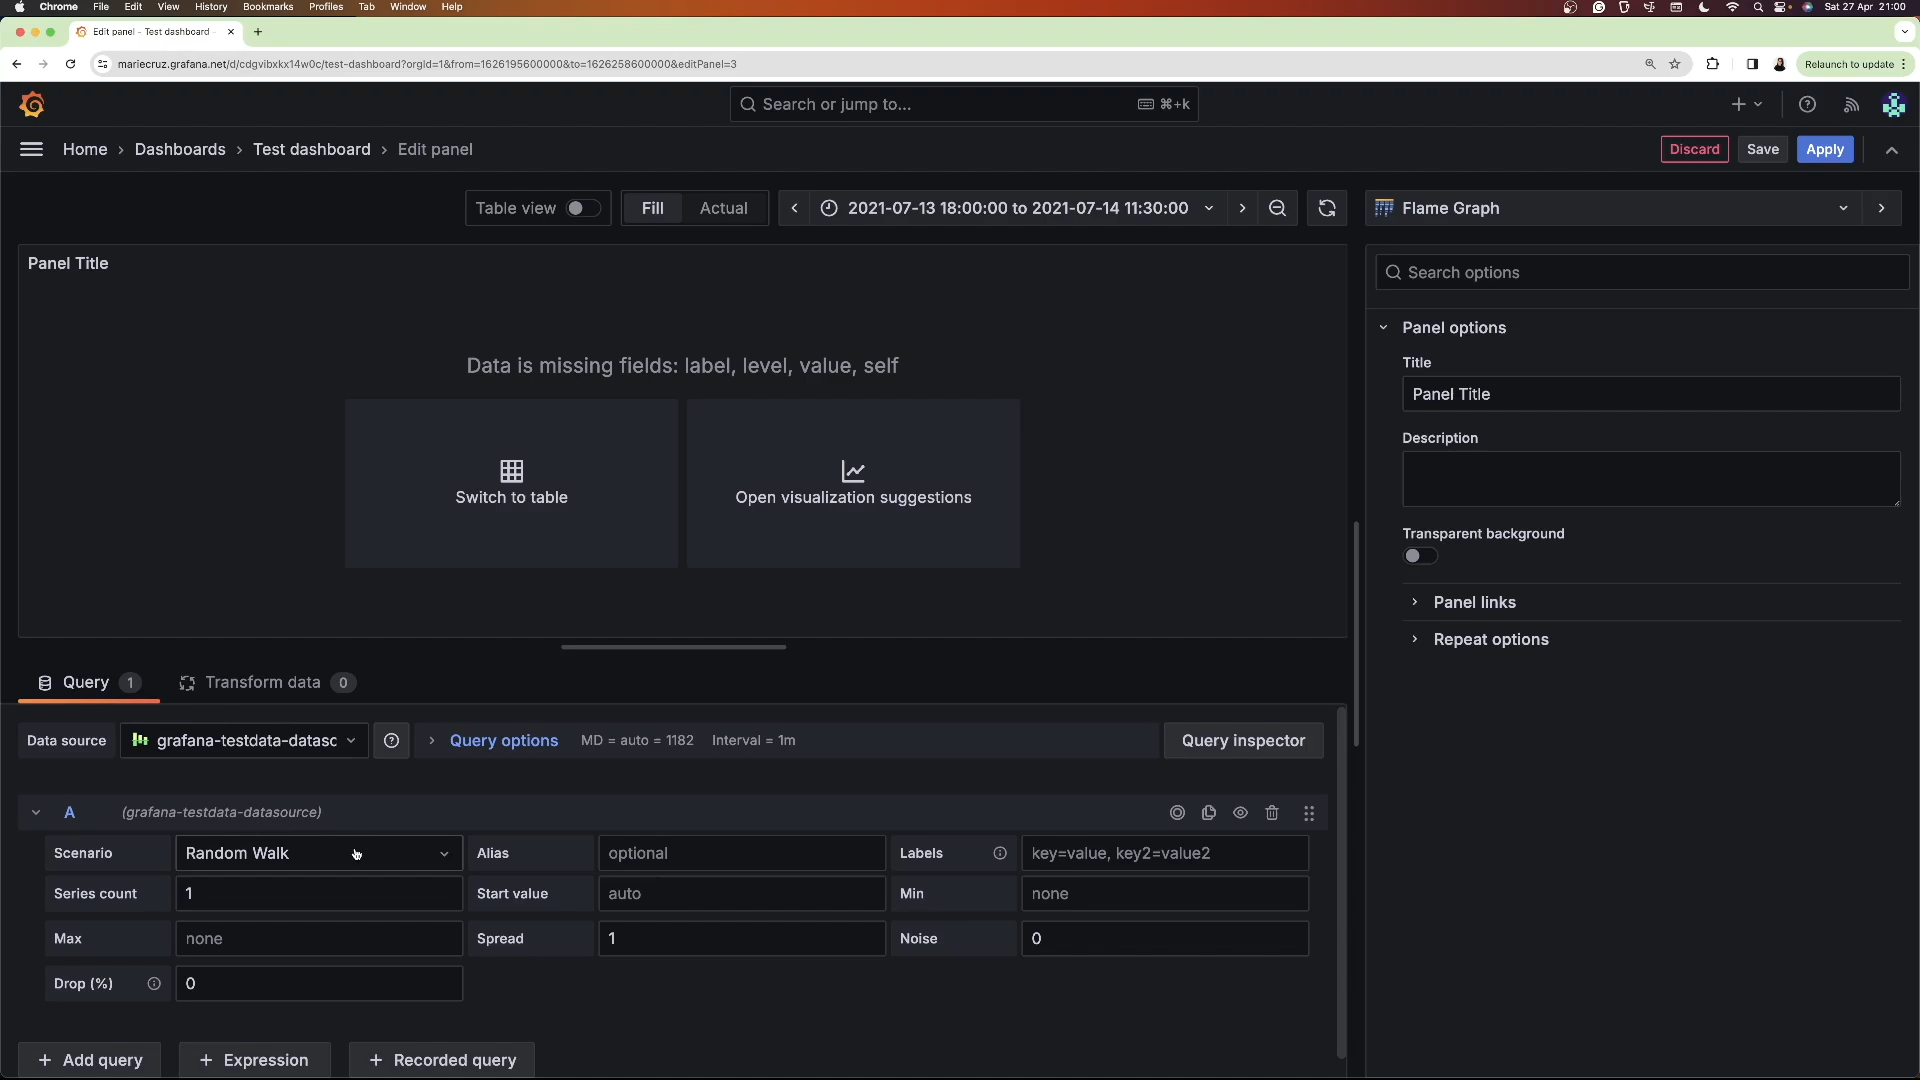 Chrome File Edit View History Bookmarks Profiles Tab Window Help Sat 27 Apr 21:00
Edit panel - Test dashboard -
mariecruz.grafana.net/d/cdgvibxkx14w0c/test-dashboard?orgId=1&from=1626195600000&to=1626258600000&editPanel=3 Relaunch to update
Search or jump to... ⌘+k
Home › Dashboards › Test dashboard › Edit panel Discard Save Apply
Table view Fill Actual 2021-07-13 18:00:00 to 2021-07-14 11:30:00 Flame Graph
Panel Title
Search options
Panel options
Title
Panel Title
Description
Transparent background
Panel links
Repeat options
Data is missing fields: label, level, value, self
Switch to table Open visualization suggestions
Query 1 Transform data 0
Data source grafana-testdata-datasc Query options MD = auto = 1182 Interval = 1m Query inspector
A (grafana-testdata-datasource)
Scenario Random Walk Alias optional Labels key=value, key2=value2
Series count 1 Start value auto Min none
Max none Spread 1 Noise 0
Drop (%) 0
+ Add query + Expression + Recorded query